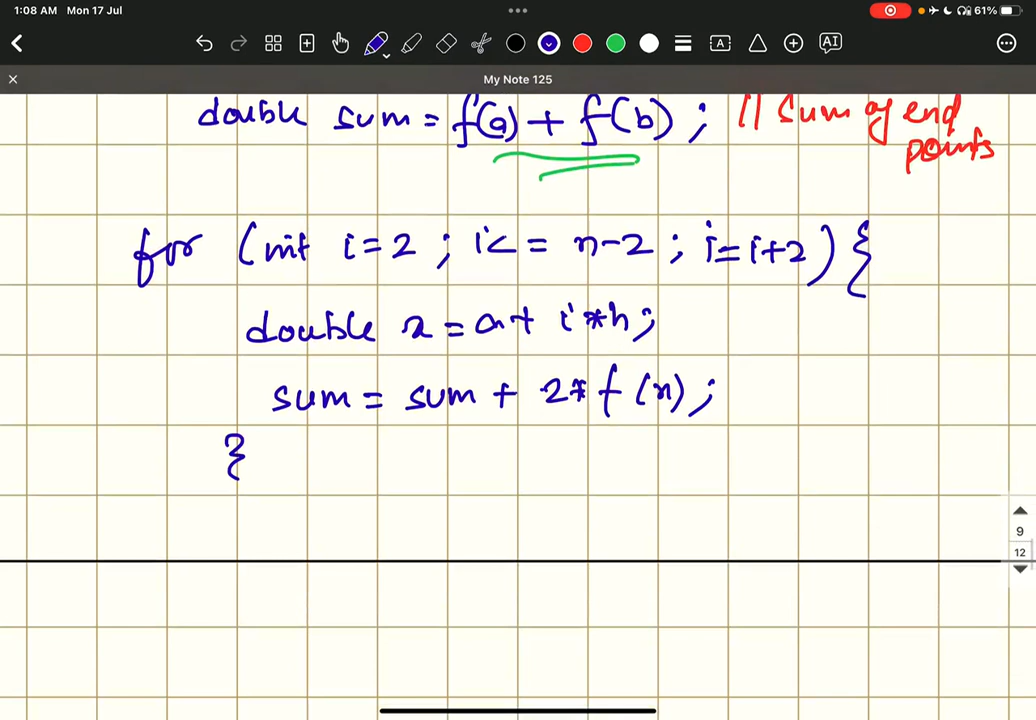 1:08 AM Mon 17 Jul
61%
A
AI
My Note 125
double sum = f(a) + f(b); // Sum of end
points
for (int i=2; i<= n-2; i=i+2) {
double x = a + i*h;
sum = sum + 2* f(x);
}
9
12